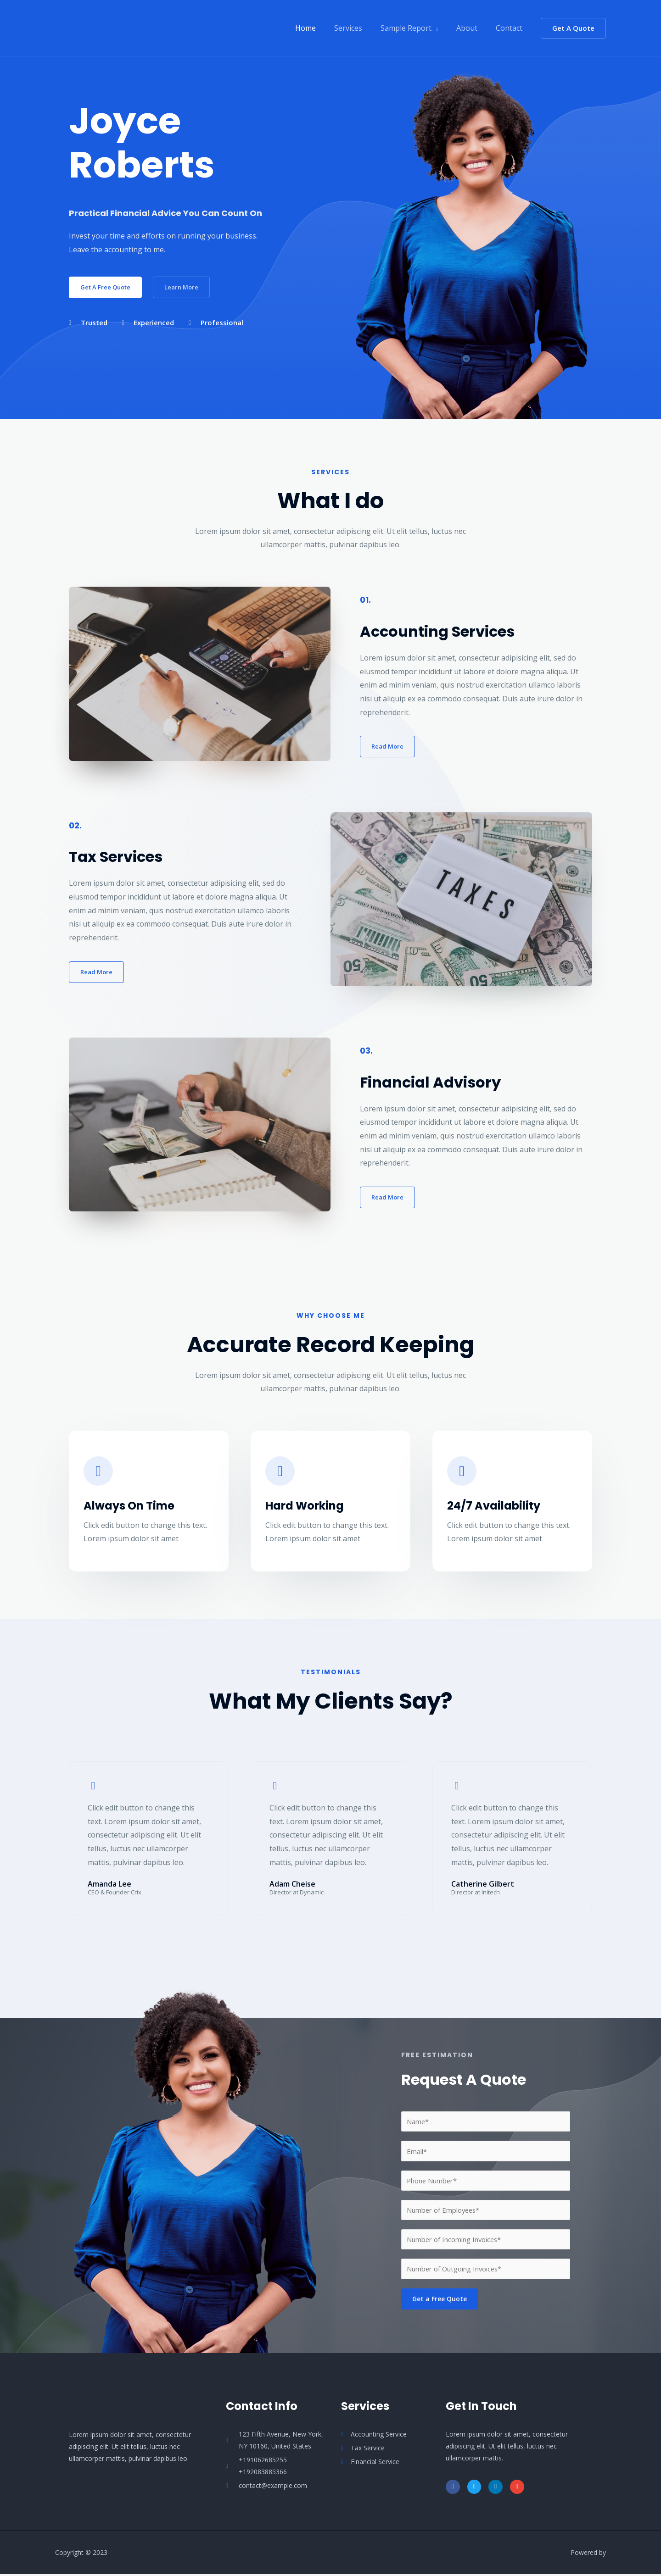 Home Services Sample Report About Contact Get A Quote
Joyce
Roberts
Practical Financial Advice You Can Count On
Invest your time and efforts on running your business.
Leave the accounting to me.
Get A Free Quote Learn More
Trusted Experienced Professional
SERVICES
What I do
Lorem ipsum dolor sit amet, consectetur adipiscing elit. Ut elit tellus, luctus nec
ullamcorper mattis, pulvinar dapibus leo.
01.
Accounting Services
Lorem ipsum dolor sit amet, consectetur adipisicing elit, sed do
eiusmod tempor incididunt ut labore et dolore magna aliqua. Ut
enim ad minim veniam, quis nostrud exercitation ullamco laboris
nisi ut aliquip ex ea commodo consequat. Duis aute irure dolor in
reprehenderit.
Read More
02.
Tax Services
Lorem ipsum dolor sit amet, consectetur adipisicing elit, sed do
eiusmod tempor incididunt ut labore et dolore magna aliqua. Ut
enim ad minim veniam, quis nostrud exercitation ullamco laboris
nisi ut aliquip ex ea commodo consequat. Duis aute irure dolor in
reprehenderit.
Read More
TAXES
50
50
03.
Financial Advisory
Lorem ipsum dolor sit amet, consectetur adipisicing elit, sed do
eiusmod tempor incididunt ut labore et dolore magna aliqua. Ut
enim ad minim veniam, quis nostrud exercitation ullamco laboris
nisi ut aliquip ex ea commodo consequat. Duis aute irure dolor in
reprehenderit.
Read More
WHY CHOOSE ME
Accurate Record Keeping
Lorem ipsum dolor sit amet, consectetur adipiscing elit. Ut elit tellus, luctus nec
ullamcorper mattis, pulvinar dapibus leo.
Always On Time
Click edit button to change this text.
Lorem ipsum dolor sit amet
Hard Working
Click edit button to change this text.
Lorem ipsum dolor sit amet
24/7 Availability
Click edit button to change this text.
Lorem ipsum dolor sit amet
TESTIMONIALS
What My Clients Say?
Click edit button to change this
text. Lorem ipsum dolor sit amet,
consectetur adipiscing elit. Ut elit
tellus, luctus nec ullamcorper
mattis, pulvinar dapibus leo.
Amanda Lee
CEO & Founder Crix
Click edit button to change this
text. Lorem ipsum dolor sit amet,
consectetur adipiscing elit. Ut elit
tellus, luctus nec ullamcorper
mattis, pulvinar dapibus leo.
Adam Cheise
Director at Dynamic
Click edit button to change this
text. Lorem ipsum dolor sit amet,
consectetur adipiscing elit. Ut elit
tellus, luctus nec ullamcorper
mattis, pulvinar dapibus leo.
Catherine Gilbert
Director at Initech
FREE ESTIMATION
Request A Quote
Name*
Email*
Phone Number*
Number of Employees*
Number of Incoming Invoices*
Number of Outgoing Invoices*
Get a Free Quote
Lorem ipsum dolor sit amet, consectetur
adipiscing elit. Ut elit tellus, luctus nec
ullamcorper mattis, pulvinar dapibus leo.
Contact Info
123 Fifth Avenue, New York,
NY 10160, United States
+191062685255
+192083885366
contact@example.com
Services
Accounting Service
Tax Service
Financial Service
Get In Touch
Lorem ipsum dolor sit amet, consectetur
adipiscing elit. Ut elit tellus, luctus nec
ullamcorper mattis.
Copyright © 2023 Powered by